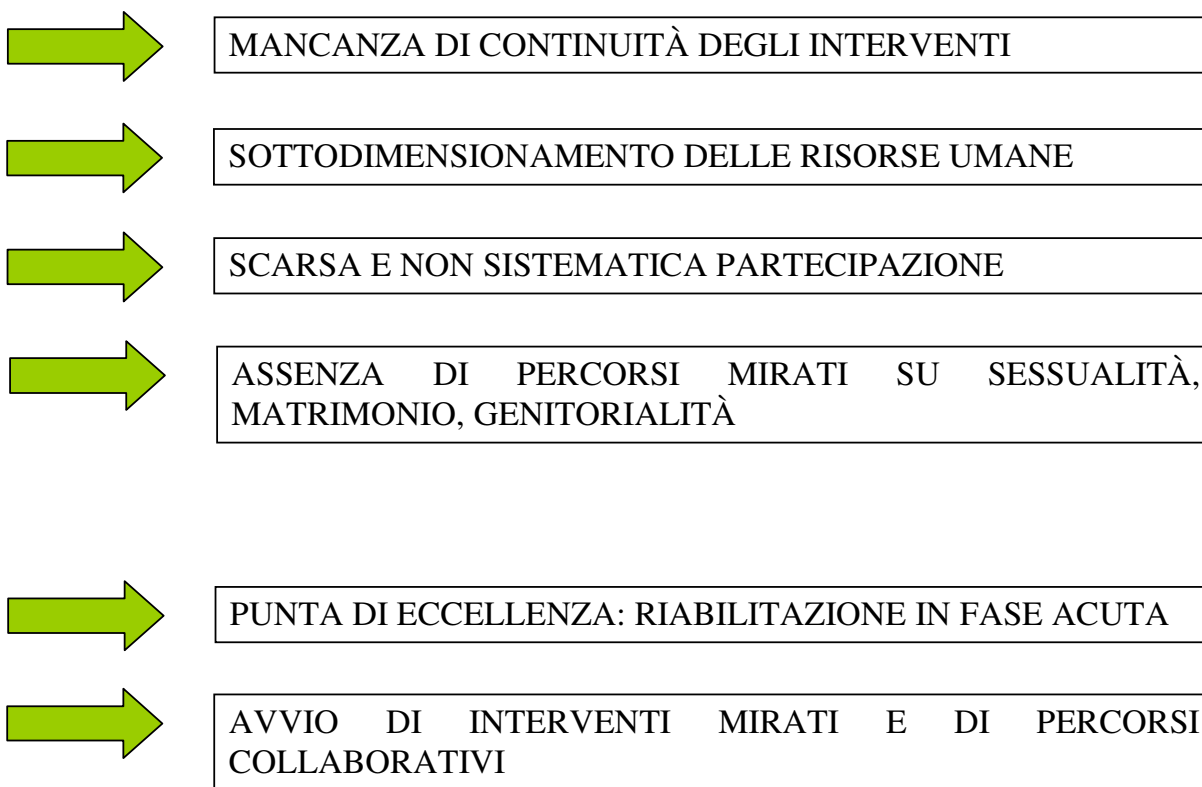 MANCANZA DI CONTINUITÀ DEGLI INTERVENTI
SOTTODIMENSIONAMENTO DELLE RISORSE UMANE
SCARSA E NON SISTEMATICA PARTECIPAZIONE
ASSENZA DI PERCORSI MIRATI SU SESSUALITÀ,
MATRIMONIO, GENITORIALITÀ
PUNTA DI ECCELLENZA: RIABILITAZIONE IN FASE ACUTA
AVVIO DI INTERVENTI MIRATI E DI PERCORSI
COLLABORATIVI